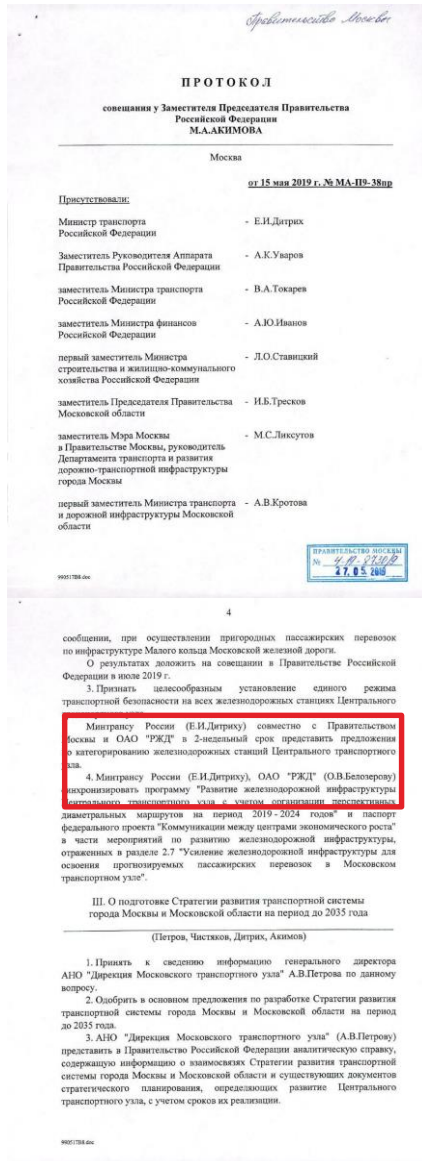 Правительство Москвы
ПРОТОКОЛ
совещания у Заместителя Председателя Правительства
Российской Федерации
М.А.АКИМОВА
Москва
от 15 мая 2019 г. № МА-П9-38пр
Присутствовали:
Министр транспорта
Российской Федерации
- Е.И.Дитрих
Заместитель Руководителя Аппарата
Правительства Российской Федерации
- А.К.Уваров
заместитель Министра транспорта
Российской Федерации
- В.А.Токарев
заместитель Министра финансов
Российской Федерации
- А.Ю.Иванов
первый заместитель Министра
строительства и жилищно-коммунального
хозяйства Российской Федерации
- Л.О.Ставицкий
заместитель Председателя Правительства
Московской области
- И.Б.Тресков
заместитель Мэра Москвы
в Правительстве Москвы, руководитель
Департамента транспорта и развития
дорожно-транспортной инфраструктуры
города Москвы
- М.С.Ликсутов
первый заместитель Министра транспорта
и дорожной инфраструктуры Московской
области
- А.В.Кротова
ПРАВИТЕЛЬСТВО МОСКВЫ
№
27.05.2019
990517B8.doc
4
сообщении, при осуществлении пригородных пассажирских перевозок
по инфраструктуре Малого кольца Московской железной дороги.
О результатах доложить на совещании в Правительстве Российской
Федерации в июле 2019 г.
3. Признать целесообразным установление единого режима
транспортной безопасности на всех железнодорожных станциях Центрального
Минтрансу России (Е.И.Дитриху) совместно с Правительством
Москвы и ОАО "РЖД" в 2-недельный срок представить предложения
по категорированию железнодорожных станций Центрального транспортного
узла.
4. Минтрансу России (Е.И.Дитриху), ОАО "РЖД" (О.В.Белозерову)
синхронизировать программу "Развитие железнодорожной инфраструктуры
Центрального транспортного узла с учетом организации перспективных
диаметральных маршрутов на период 2019 - 2024 годов" и паспорт
федерального проекта "Коммуникации между центрами экономического роста"
в части мероприятий по развитию железнодорожной инфраструктуры,
отраженных в разделе 2.7 "Усиление железнодорожной инфраструктуры для
освоения прогнозируемых пассажирских перевозок в Московском
транспортном узле".
III. О подготовке Стратегии развития транспортной системы
города Москвы и Московской области на период до 2035 года
(Петров, Чистяков, Дитрих, Акимов)
1. Принять к сведению информацию генерального директора
АНО "Дирекция Московского транспортного узла" А.В.Петрова по данному
вопросу.
2. Одобрить в основном предложения по разработке Стратегии развития
транспортной системы города Москвы и Московской области на период
до 2035 года.
3. АНО "Дирекция Московского транспортного узла" (А.В.Петрову)
представить в Правительство Российской Федерации аналитическую справку,
содержащую информацию о взаимосвязях Стратегии развития транспортной
системы города Москвы и Московской области и существующих документов
стратегического планирования, определяющих развитие Центрального
транспортного узла, с учетом сроков их реализации.
990517B8.doc